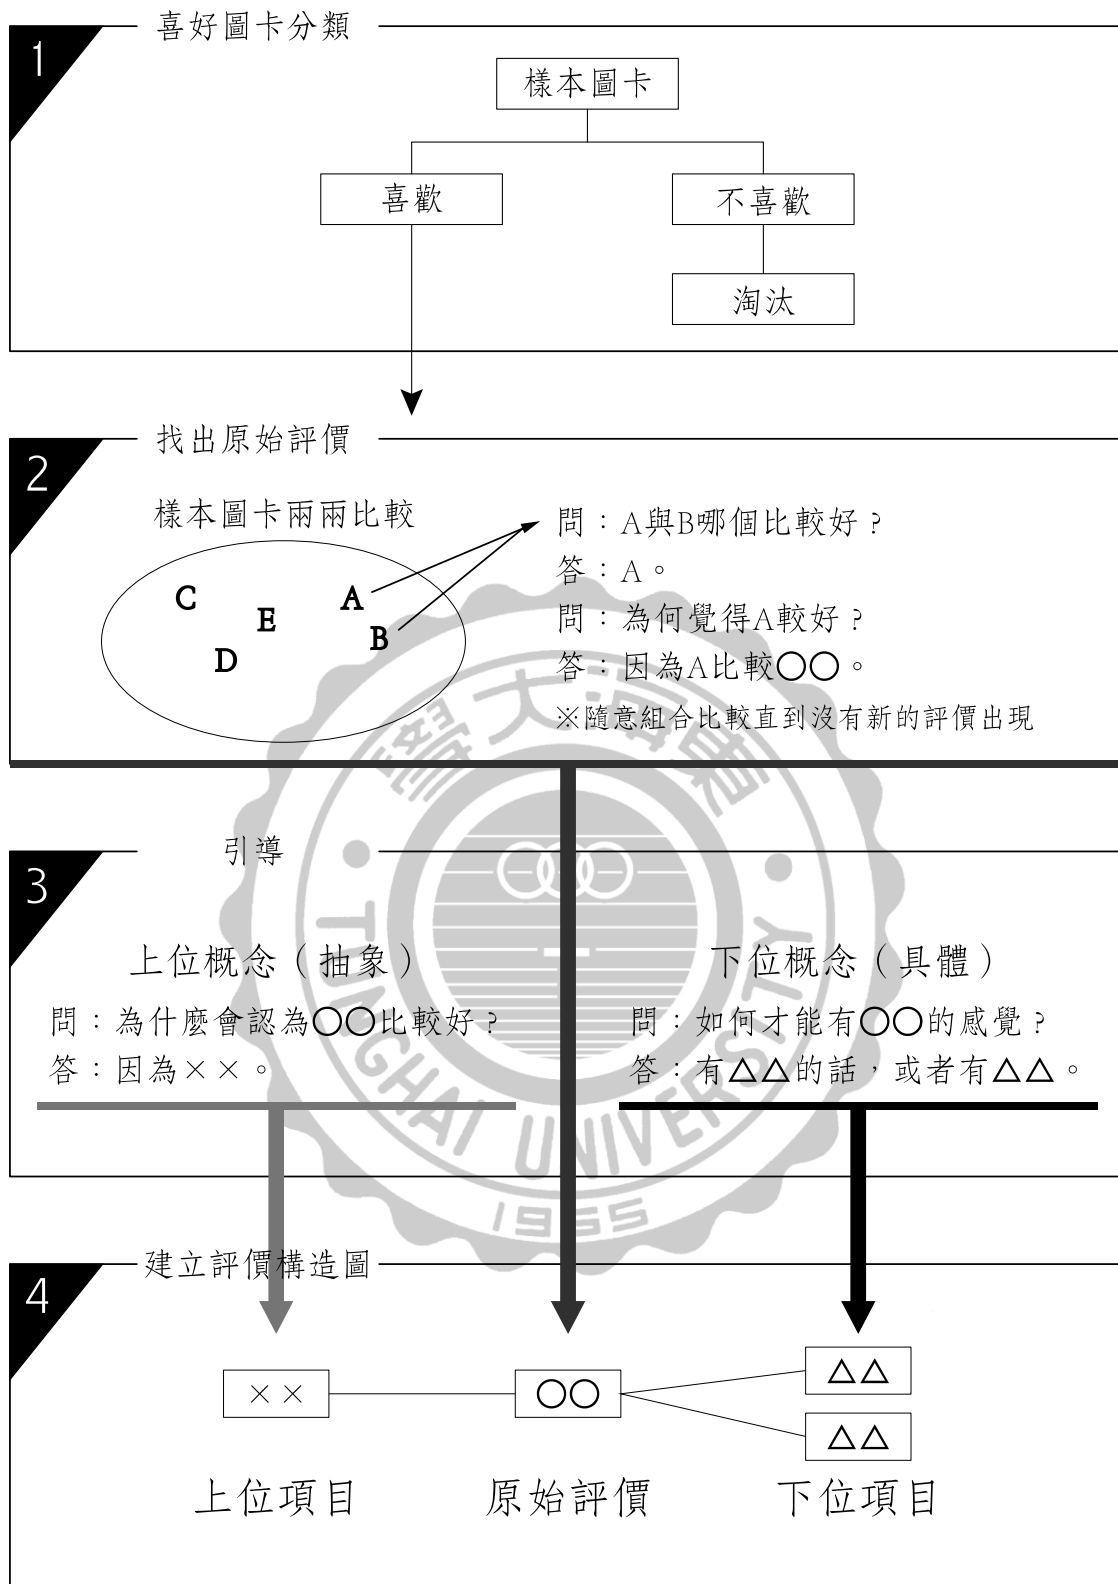 1
喜好圖卡分類
樣本圖卡
喜歡
不喜歡
淘汰
2
找出原始評價
樣本圖卡兩兩比較
C
E
A
B
D
問：A與B哪個比較好？
答：A。
問：為何覺得A較好？
答：因為A比較○○。
※隨意組合比較直到沒有新的評價出現
東海大學
TUNGHAI UNIVERSITY
1955
3
引導
上位概念（抽象）
問：為什麼會認為○○比較好？
答：因為××。
下位概念（具體）
問：如何才能有○○的感覺？
答：有△△的話，或者有△△。
4
建立評價構造圖
××
○○
△△
△△
上位項目
原始評價
下位項目